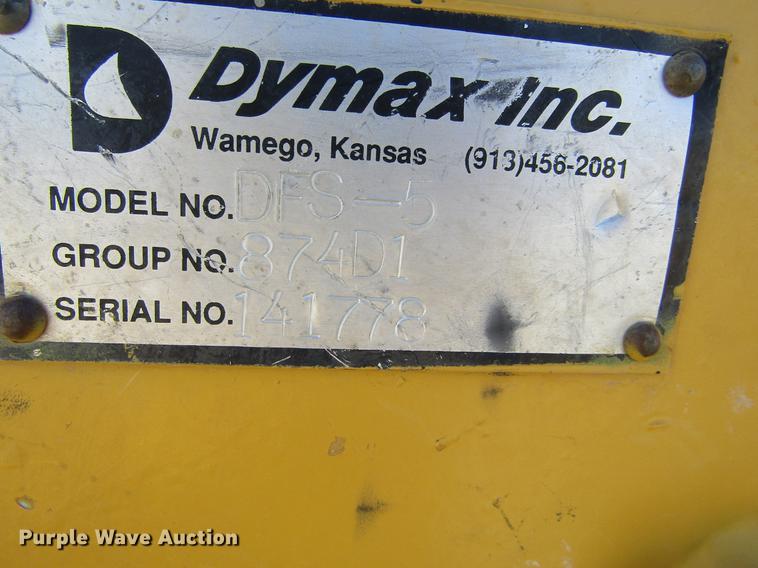 Dymax Inc.
Wamego, Kansas (913)456-2081
MODEL NO. DFS-5
GROUP NO. 874D1
SERIAL NO. 141778
Purple Wave Auction